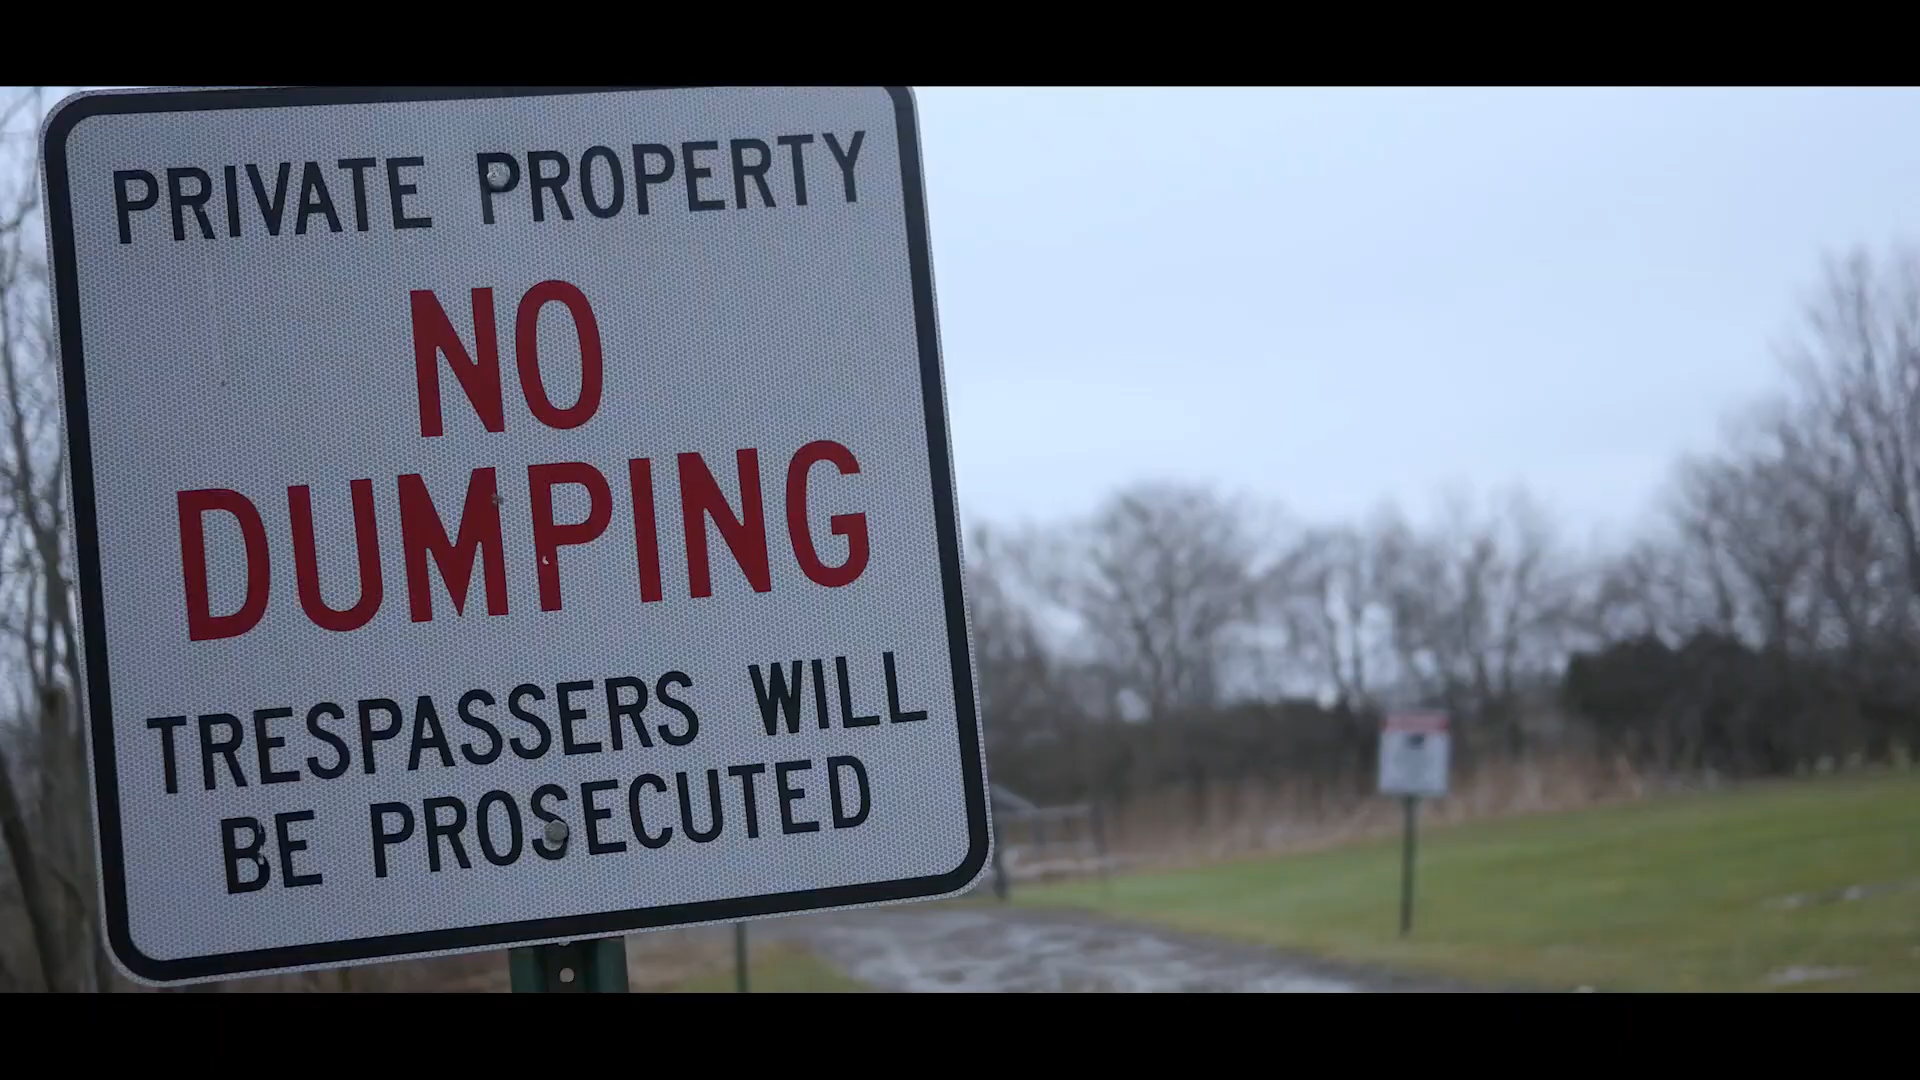 PRIVATE PROPERTY
NO
DUMPING
TRESPASSERS WILL
BE PROSECUTED